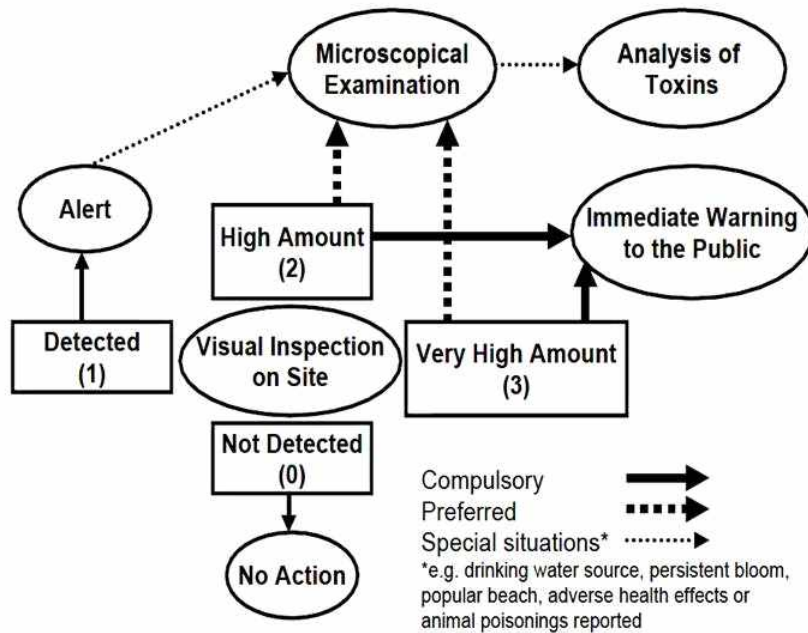 Microscopical
Examination
Analysis of
Toxins
Alert
High Amount
(2)
Immediate Warning
to the Public
Detected
(1)
Visual Inspection
on Site
Very High Amount
(3)
Not Detected
(0)
No Action
Compulsory
Preferred
Special situations*
*e.g. drinking water source, persistent bloom,
popular beach, adverse health effects or
animal poisonings reported